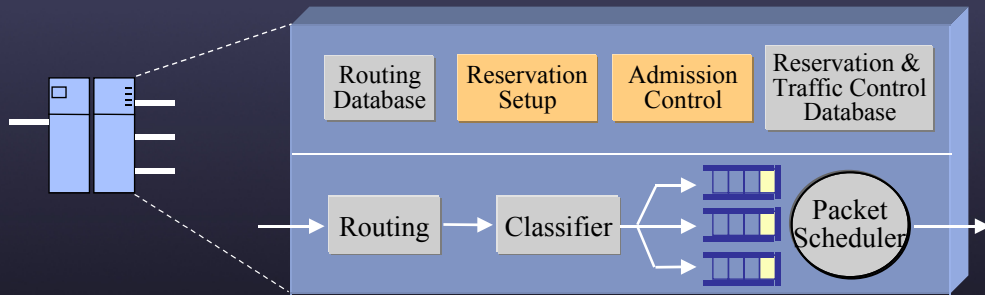 Routing
Database
Reservation
Setup
Admission
Control
Reservation &
Traffic Control
Database
Routing
Classifier
Packet
Scheduler